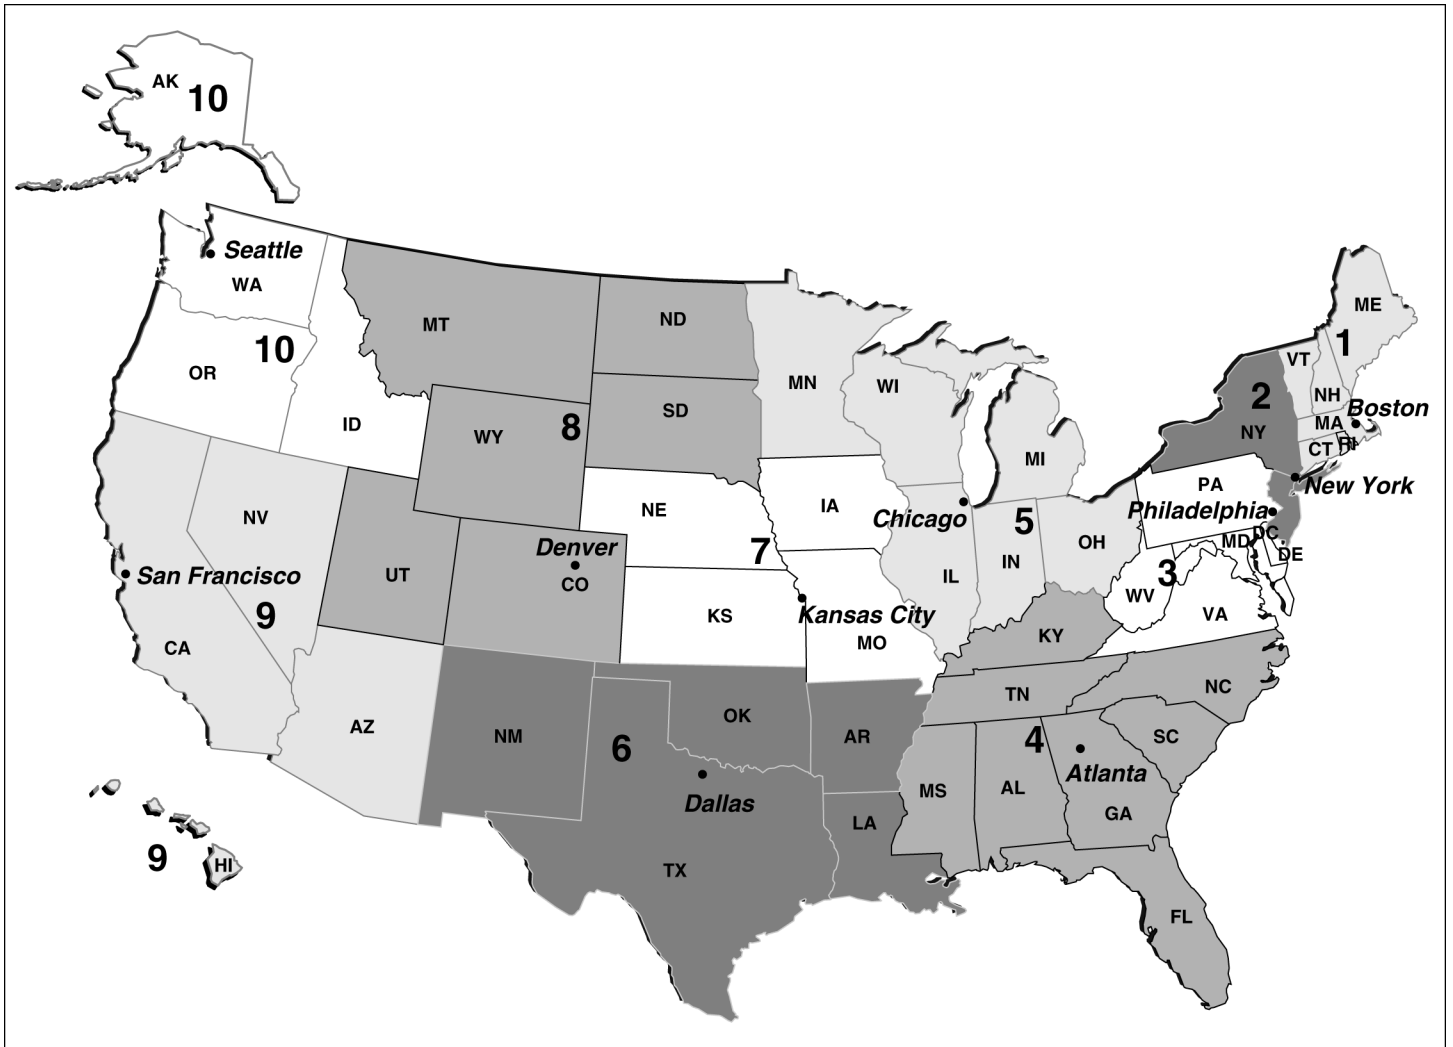 AK
10
Seattle
WA
10
OR
ID
MT
ND
SD
WY
8
MN
WI
MI
ME
1
VT
NH
2
NY
Boston
MA
CT
RI
New York
PA
Philadelphia
DC
MD
DE
3
WV
VA
NV
San Francisco
9
CA
UT
Denver
CO
NE
7
IA
KS
Kansas City
MO
Chicago
5
IL
IN
OH
KY
TN
NC
SC
4
Atlanta
GA
AL
MS
AZ
NM
6
OK
AR
Dallas
TX
LA
FL
9
HI